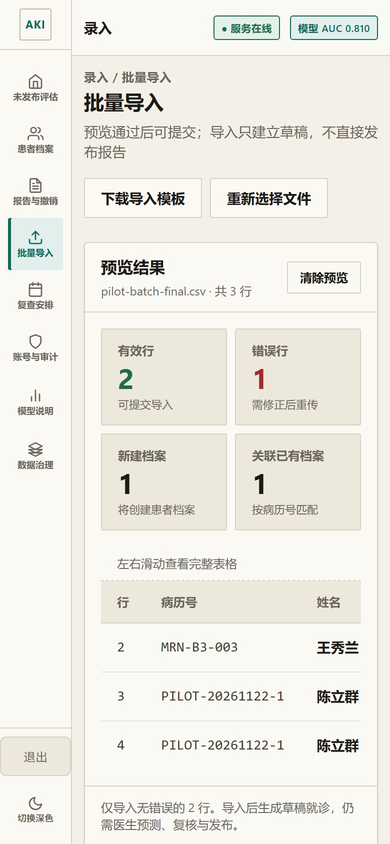 AKI
录入
● 服务在线
模型 AUC 0.810
未发布评估
患者档案
报告与撤销
批量导入
复查安排
账号与审计
模型说明
数据治理
退出
切换深色
录入 / 批量导入
批量导入
预览通过后可提交；导入只建立草稿，不直接发
布报告
下载导入模板
重新选择文件
预览结果
pilot-batch-final.csv · 共 3 行
清除预览
有效行
2
可提交导入
错误行
1
需修正后重传
新建档案
1
将创建患者档案
关联已有档案
1
按病历号匹配
左右滑动查看完整表格
行 病历号 姓名
2 MRN-B3-003 王秀兰
3 PILOT-20261122-1 陈立群
4 PILOT-20261122-1 陈立群
仅导入无错误的 2 行。导入后生成草稿就诊，仍
需医生预测、复核与发布。